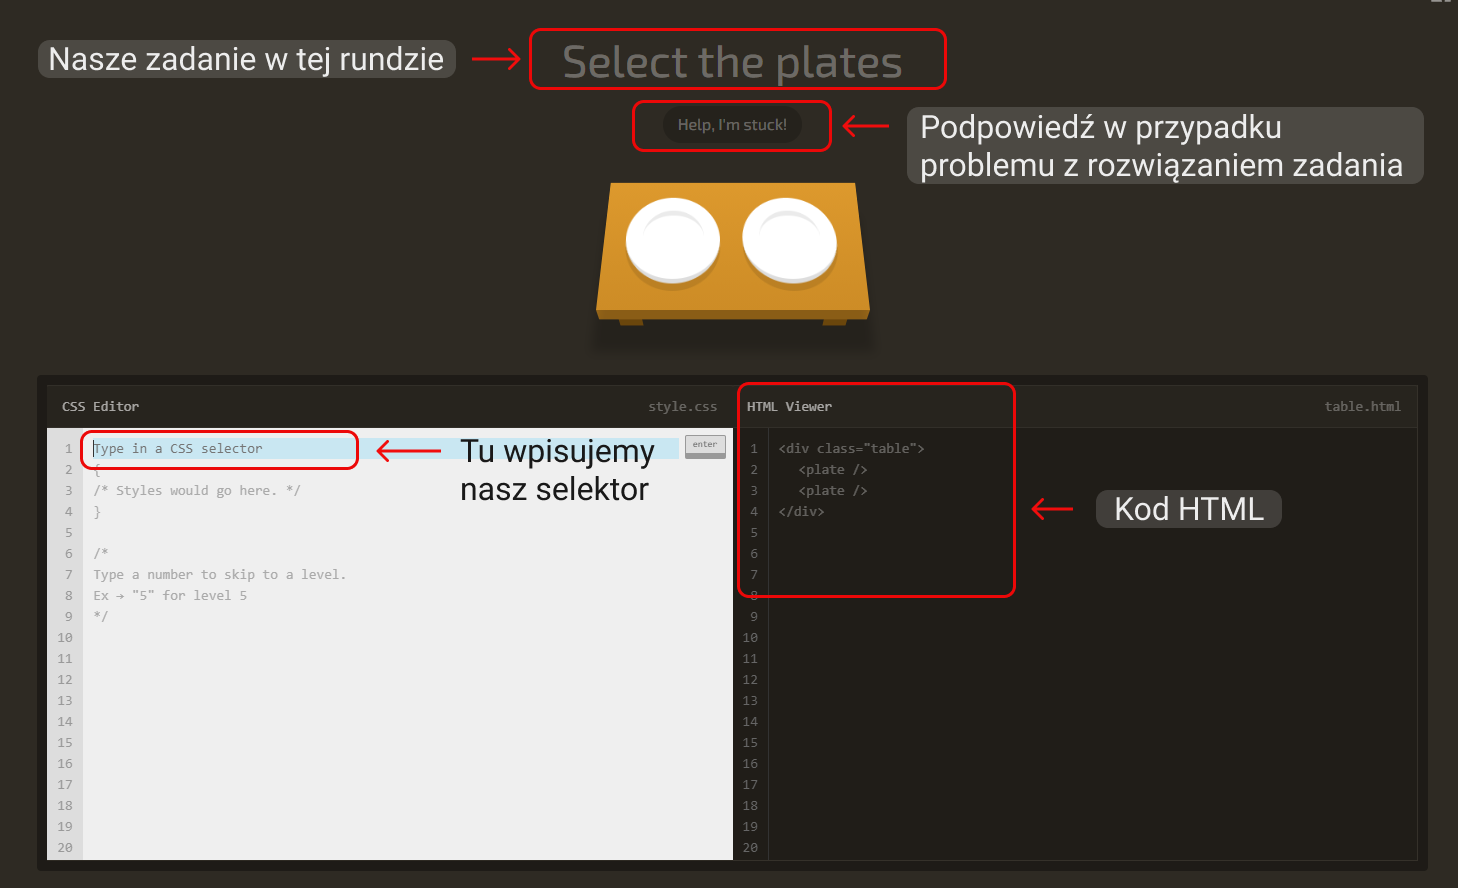 Nasze zadanie w tej rundzie
Select the plates
Help, I'm stuck!
Podpowiedź w przypadku
problemu z rozwiązaniem zadania
CSS Editor
style.css
1 Type in a CSS selector
enter
2 {
3 /* Styles would go here. */
4 }
5
6 /*
7 Type a number to skip to a level.
8 Ex → "5" for level 5
9 */
10
11
12
13
14
15
16
17
18
19
20
Tu wpisujemy
nasz selektor
HTML Viewer
table.html
1 <div class="table">
2 <plate />
3 <plate />
4 </div>
5
6
7
8
9
10
11
12
13
14
15
16
17
18
19
20
Kod HTML